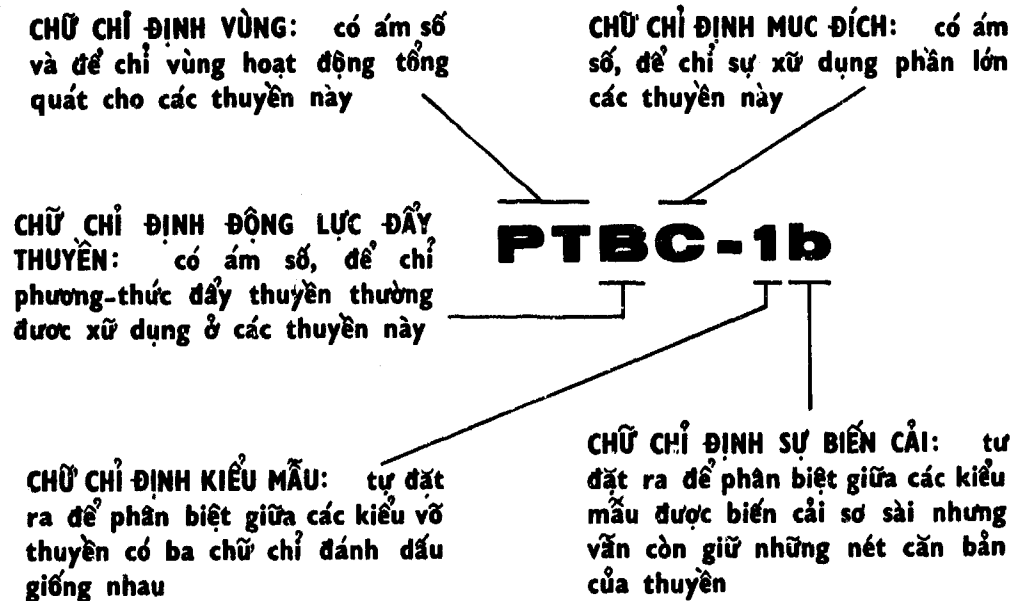 CHỮ CHỈ ĐỊNH VÙNG: có ám số
và để chỉ vùng hoạt động tổng
quát cho các thuyền này
CHỮ CHỈ ĐỊNH MUC ĐÍCH: có ám
số, để chỉ sự xữ dụng phần lớn
các thuyền này
PTBC-1b
CHỮ CHỈ ĐỊNH ĐỘNG LỰC ĐẨY
THUYỀN: có ám số, để chỉ
phương-thức đẩy thuyền thường
đươc xữ dụng ở các thuyền này
CHỮ CHỈ ĐỊNH KIỂU MẪU: tự đặt
ra để phân biệt giữa các kiểu võ
thuyền có ba chữ chỉ đánh dấu
giống nhau
CHỮ CHỈ ĐỊNH SỰ BIẾN CẢI: tư
đặt ra để phân biệt giữa các kiểu
mẫu được biến cải sơ sài nhưng
vẫn còn giữ những nét căn bản
của thuyền